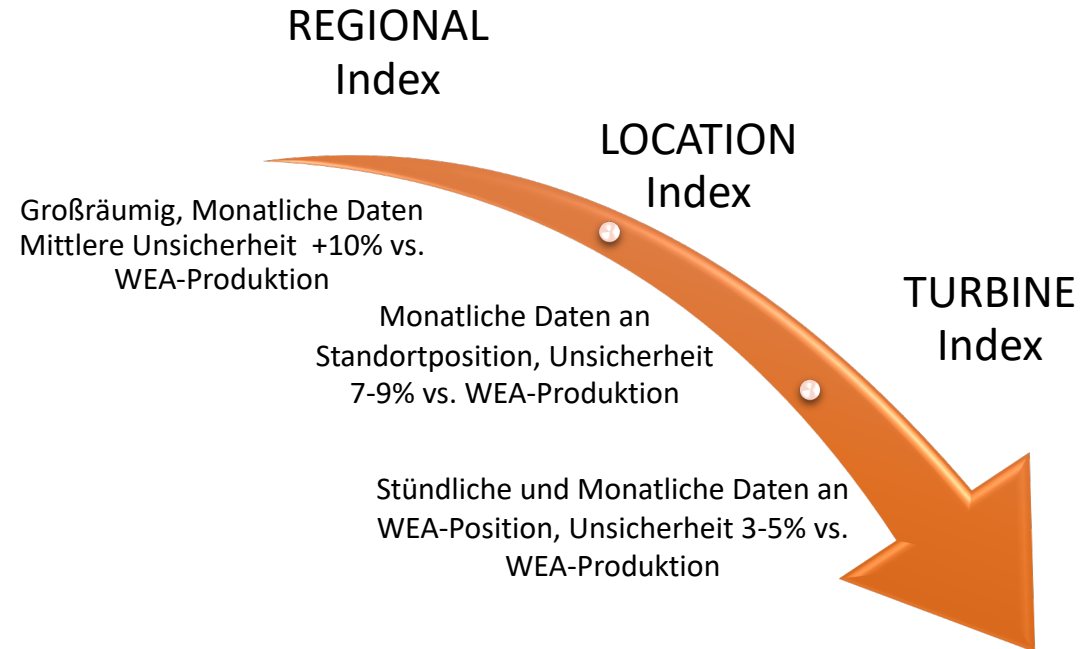 REGIONAL
Index
Großräumig, Monatliche Daten
Mittlere Unsicherheit +10% vs.
WEA-Produktion
LOCATION
Index
Monatliche Daten an
Standortposition, Unsicherheit
7-9% vs. WEA-Produktion
TURBINE
Index
Stündliche und Monatliche Daten an
WEA-Position, Unsicherheit 3-5% vs.
WEA-Produktion